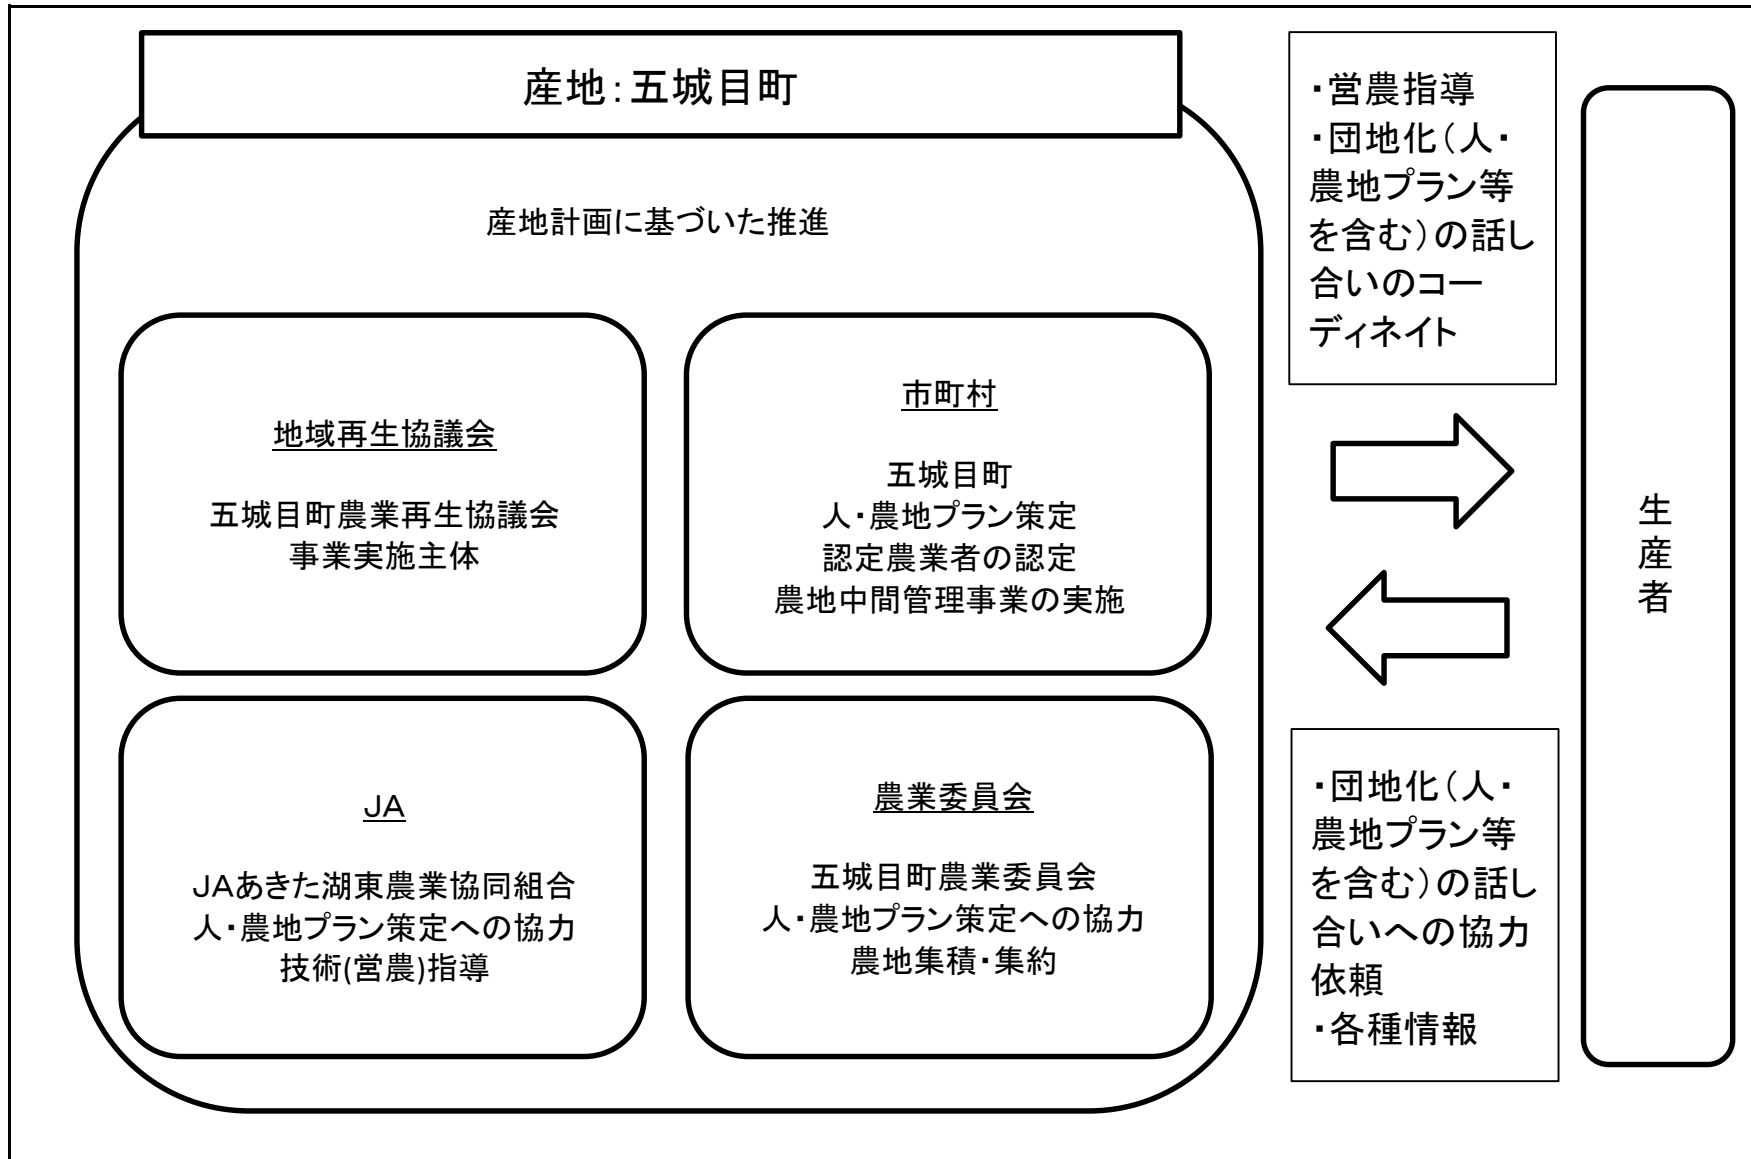 産地：五城目町
産地計画に基づいた推進
地域再生協議会
五城目町農業再生協議会
事業実施主体
市町村
五城目町
人・農地プラン策定
認定農業者の認定
農地中間管理事業の実施
JA
JAあきた湖東農業協同組合
人・農地プラン策定への協力
技術(営農)指導
農業委員会
五城目町農業委員会
人・農地プラン策定への協力
農地集積・集約
・営農指導
・団地化（人・
農地プラン等
を含む）の話し
合いのコー
ディネイト
・団地化（人・
農地プラン等
を含む）の話し
合いへの協力
依頼
・各種情報
生産者